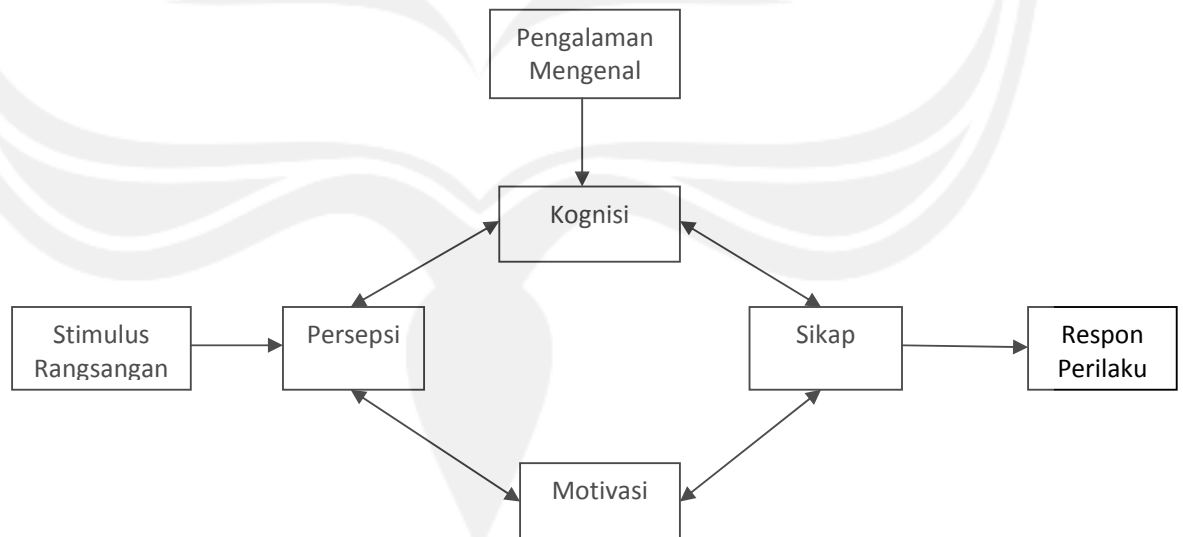 Pengalaman
Mengenal
Kognisi
Stimulus
Rangsangan
Persepsi
Sikap
Respon
Perilaku
Motivasi